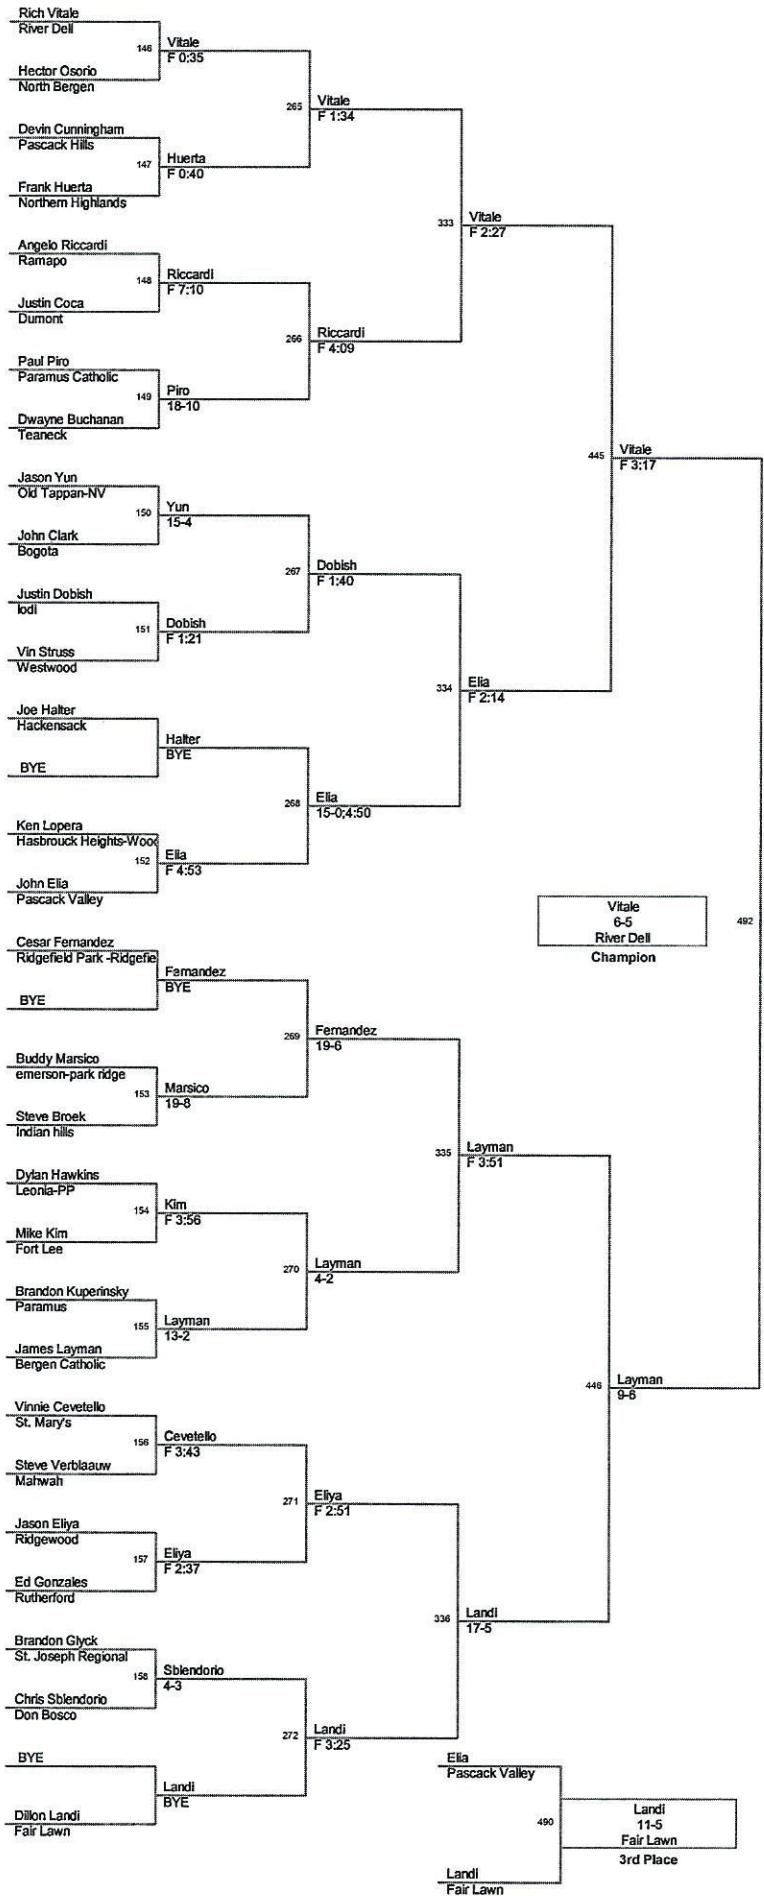 Rich Vitale
River Dell
146
Vitale
F 0:35
Hector Osorio
North Bergen
265
Vitale
F 1:34
Devin Cunningham
Pascack Hills
147
Huerta
F 0:40
Frank Huerta
Northern Highlands
333
Vitale
F 2:27
Angelo Riccardi
Ramapo
148
Riccardi
F 7:10
Justin Coca
Dumont
266
Riccardi
F 4:09
Paul Piro
Paramus Catholic
149
Piro
18-10
Dwayne Buchanan
Teaneck
445
Vitale
F 3:17
Jason Yun
Old Tappan-NV
150
Yun
15-4
John Clark
Bogota
267
Dobish
F 1:40
Justin Dobish
lodi
151
Dobish
F 1:21
Vin Struss
Westwood
334
Elia
F 2:14
Joe Halter
Hackensack
Halter
BYE
BYE
268
Elia
15-0;4:50
Ken Lopera
Hasbrouck Heights-Wood
152
Elia
F 4:53
John Elia
Pascack Valley
Vitale
6-5
River Dell
Champion
492
Cesar Fernandez
Ridgefield Park -Ridgefie
Fernandez
BYE
BYE
269
Fernandez
19-6
Buddy Marsico
emerson-park ridge
153
Marsico
19-8
Steve Broek
Indian hills
335
Layman
F 3:51
Dylan Hawkins
Leonia-PP
154
Kim
F 3:56
Mike Kim
Fort Lee
270
Layman
4-2
Brandon Kuperinsky
Paramus
155
Layman
13-2
James Layman
Bergen Catholic
446
Layman
9-6
Vinnie Cevetello
St. Mary's
156
Cevetello
F 3:43
Steve Verblaauw
Mahwah
271
Eliya
F 2:51
Jason Eliya
Ridgewood
157
Eliya
F 2:37
Ed Gonzales
Rutherford
336
Landi
17-5
Brandon Glyck
St. Joseph Regional
158
Sblendorio
4-3
Chris Sblendorio
Don Bosco
272
Landi
F 3:25
BYE
Landi
BYE
Dillon Landi
Fair Lawn
Elia
Pascack Valley
490
Landi
11-5
Fair Lawn
3rd Place
Landi
Fair Lawn